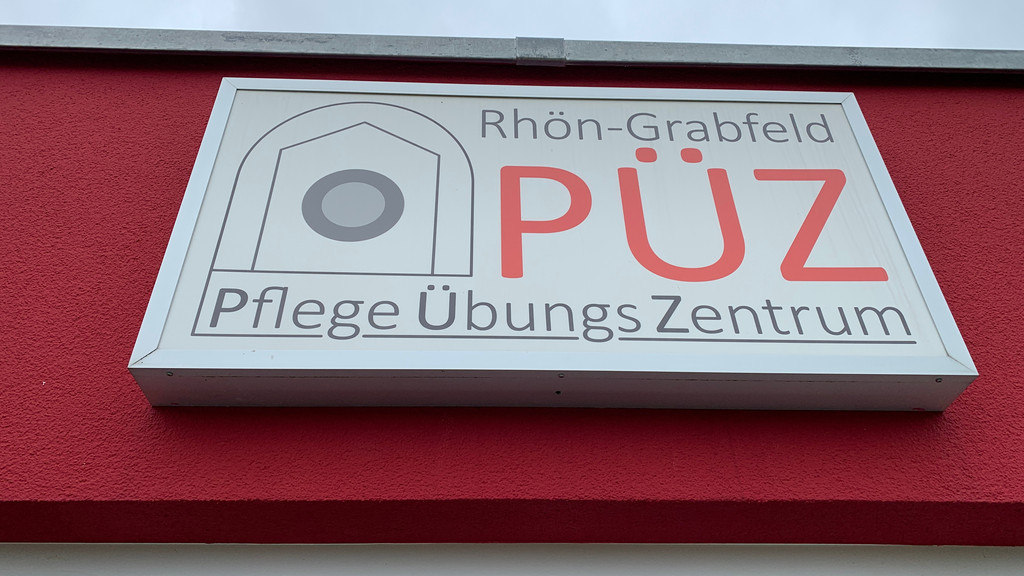 Rhön-Grabfeld
PÜZ
Pflege Übungs Zentrum